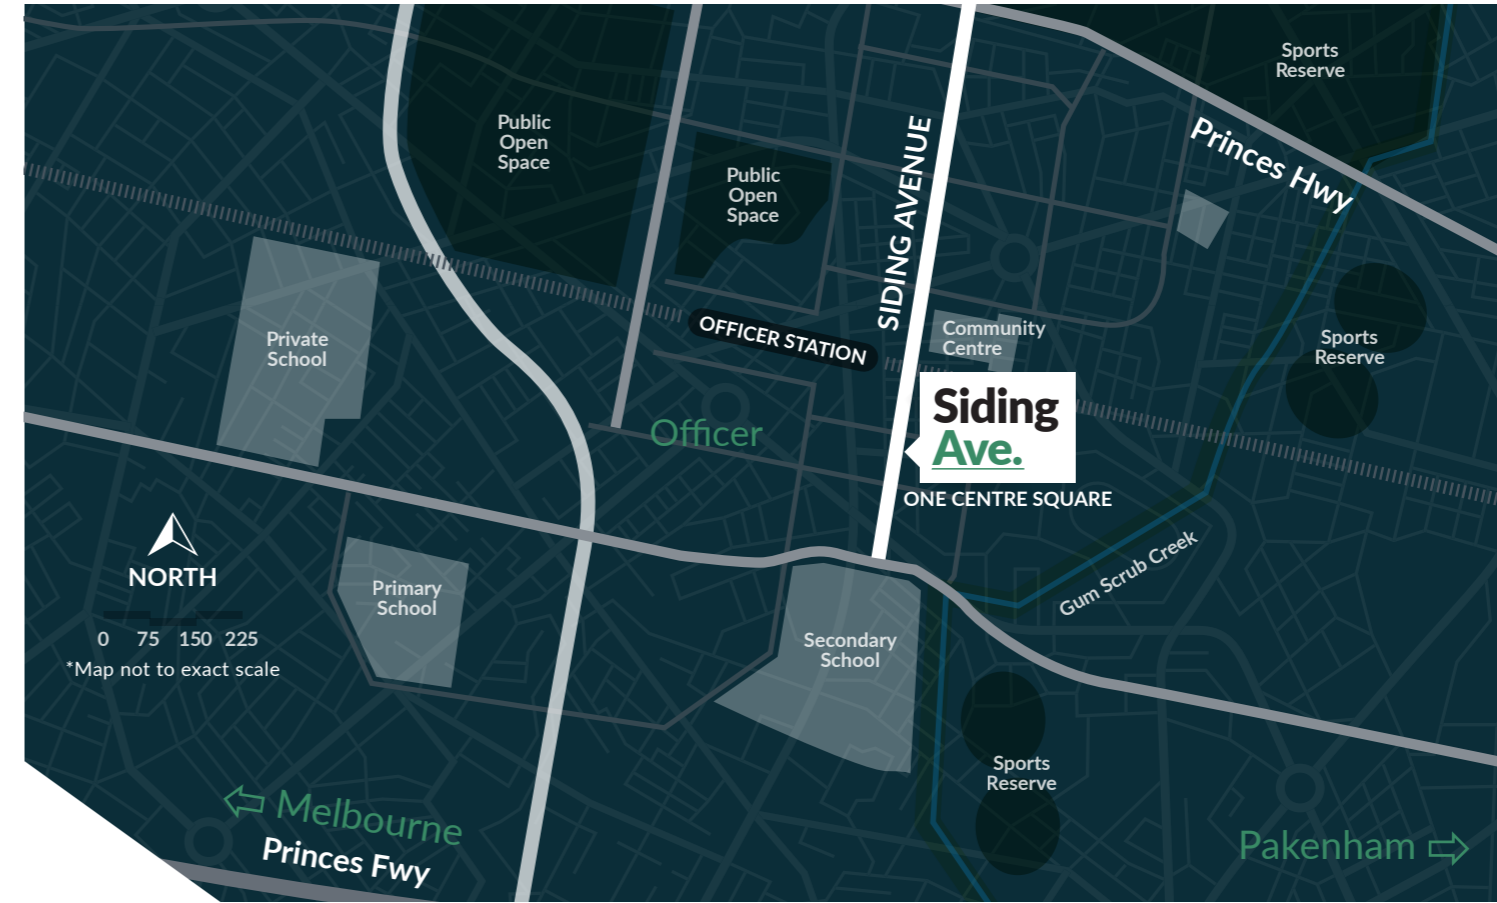 Sports
Reserve
Public
Open
Space
Princes Hwy
Public
Open
Space
SIDING AVENUE
Private
School
OFFICER STATION
Community
Centre
Sports
Reserve
Officer
Siding
Ave.
ONE CENTRE SQUARE
NORTH
0 75 150 225
*Map not to exact scale
Primary
School
Gum Scrub Creek
Secondary
School
Sports
Reserve
Melbourne
Princes Fwy
Pakenham